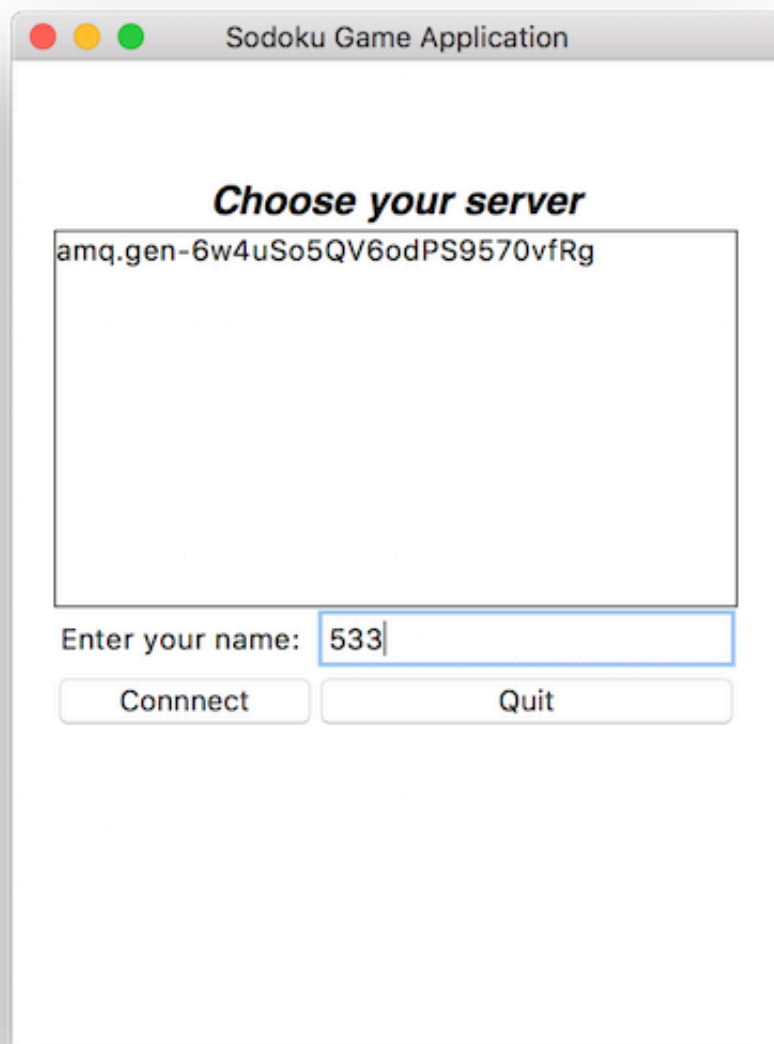 Sodoku Game Application
Choose your server
amq.gen-6w4uSo5QV6odPS9570vfRg
Enter your name: 533
Connnect Quit